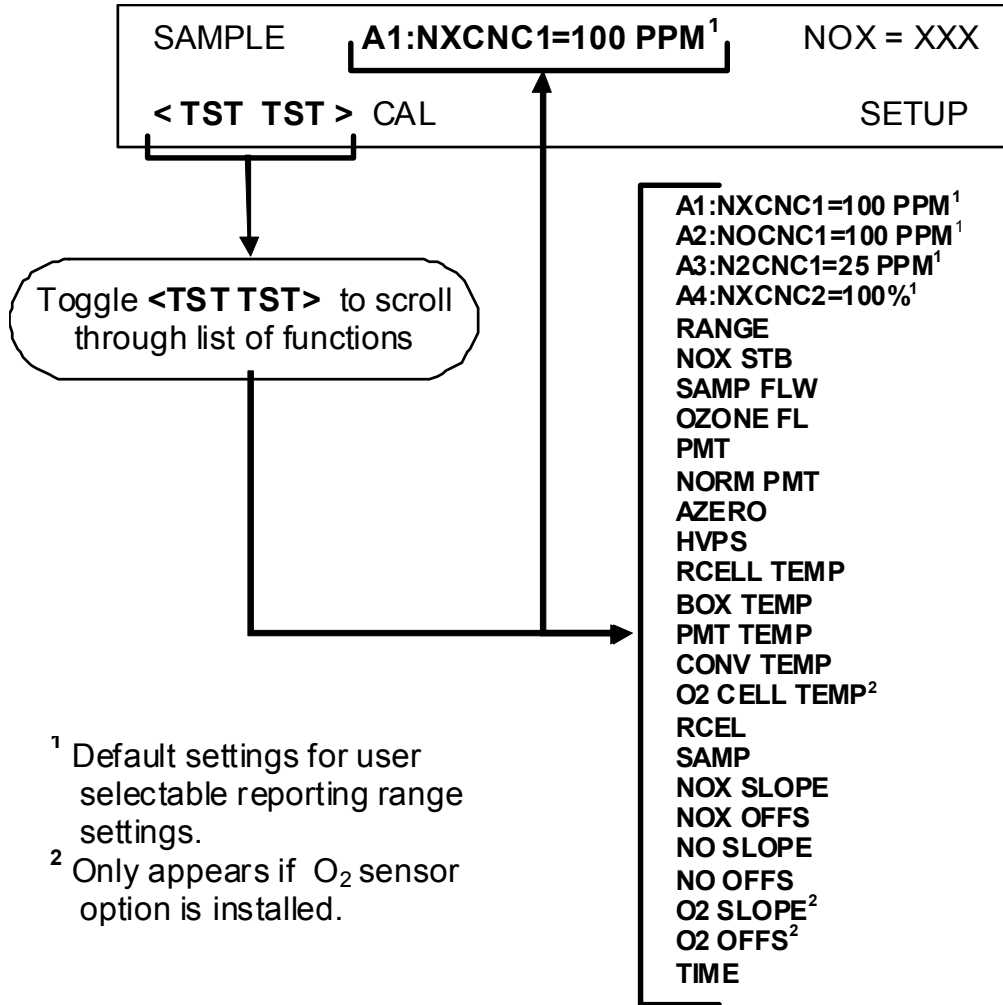 SAMPLE A1:NXCNC1=100 PPM¹ NOX = XXX
< TST TST > CAL SETUP
Toggle <TST TST> to scroll
through list of functions
A1:NXCNC1=100 PPM¹
A2:NOCNC1=100 PPM¹
A3:N2CNC1=25 PPM¹
A4:NXCNC2=100%¹
RANGE
NOX STB
SAMP FLW
OZONE FL
PMT
NORM PMT
AZERO
HVPS
RCELL TEMP
BOX TEMP
PMT TEMP
CONV TEMP
O2 CELL TEMP²
RCEL
SAMP
NOX SLOPE
NOX OFFS
NO SLOPE
NO OFFS
O2 SLOPE²
O2 OFFS²
TIME
¹ Default settings for user
selectable reporting range
settings.
² Only appears if O₂ sensor
option is installed.